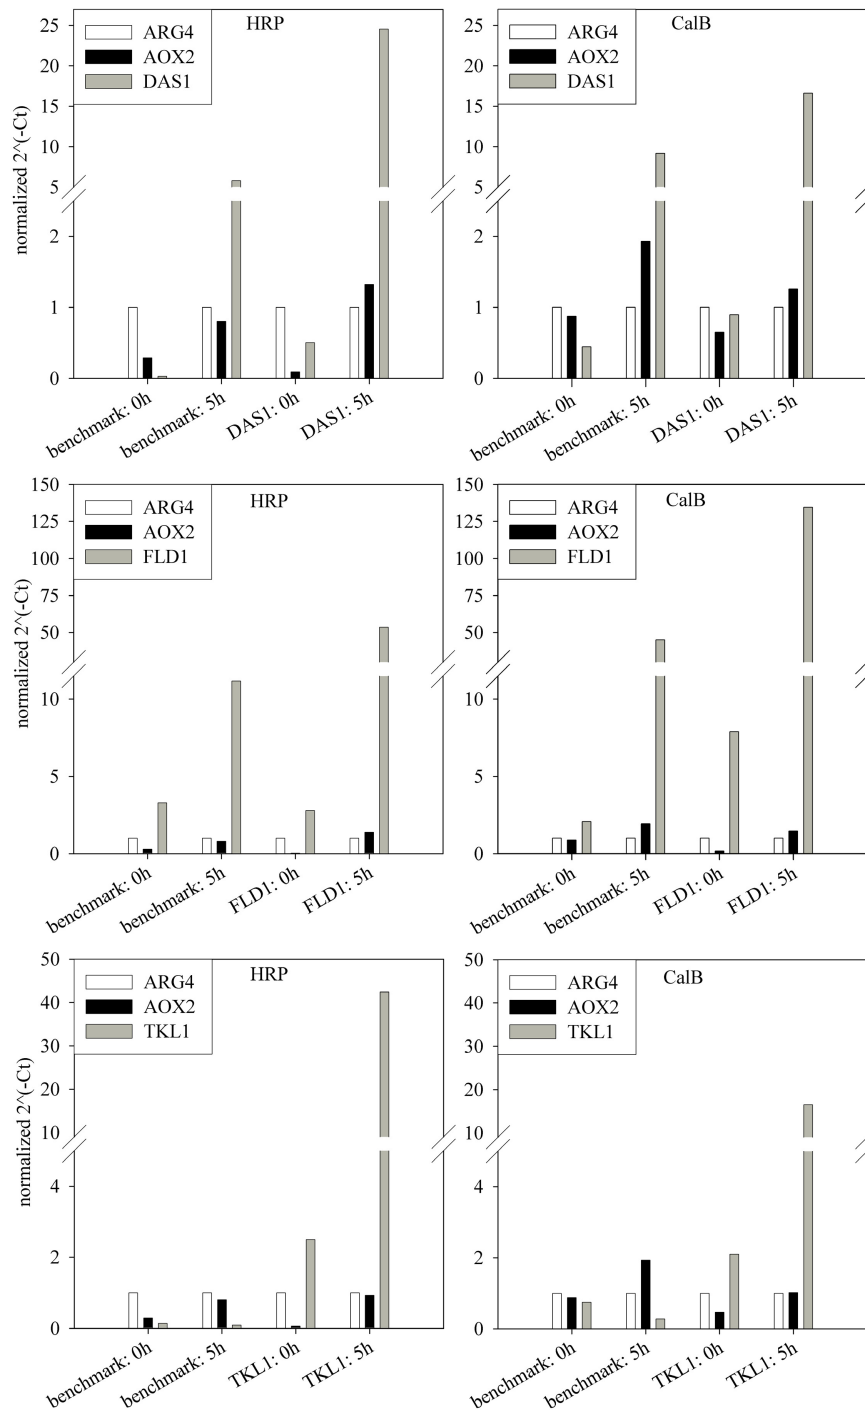 HRP
ARG4
AOX2
DAS1
normalized 2^(-Ct)
25
20
15
10
5
2
1
0
benchmark: 0h
benchmark: 5h
DAS1: 0h
DAS1: 5h
CalB
ARG4
AOX2
DAS1
25
20
15
10
5
2
1
0
benchmark: 0h
benchmark: 5h
DAS1: 0h
DAS1: 5h
HRP
ARG4
AOX2
FLD1
normalized 2^(-Ct)
150
125
100
75
50
10
5
0
benchmark: 0h
benchmark: 5h
FLD1: 0h
FLD1: 5h
CalB
ARG4
AOX2
FLD1
150
125
100
75
50
10
5
0
benchmark: 0h
benchmark: 5h
FLD1: 0h
FLD1: 5h
HRP
ARG4
AOX2
TKL1
normalized 2^(-Ct)
50
40
30
20
10
4
2
0
benchmark: 0h
benchmark: 5h
TKL1: 0h
TKL1: 5h
CalB
ARG4
AOX2
TKL1
50
40
30
20
10
4
2
0
benchmark: 0h
benchmark: 5h
TKL1: 0h
TKL1: 5h